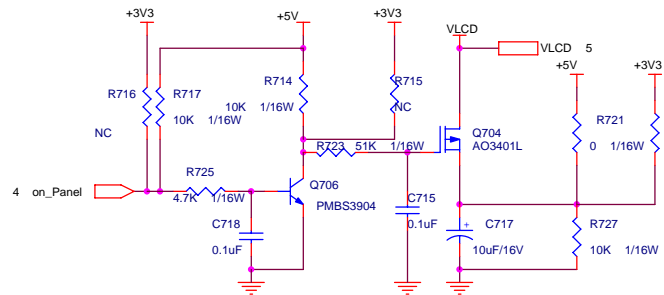 +3V3
+5V
+3V3
VLCD
VLCD 5
+5V
+3V3
R716
NC
R717
10K 1/16W
R714
10K 1/16W
R715
NC
Q704
AO3401L
R721
0 1/16W
R723 51K 1/16W
4 on_Panel
R725
4.7K 1/16W
Q706
PMBS3904
C718
0.1uF
C715
0.1uF
+
C717
10uF/16V
R727
10K 1/16W